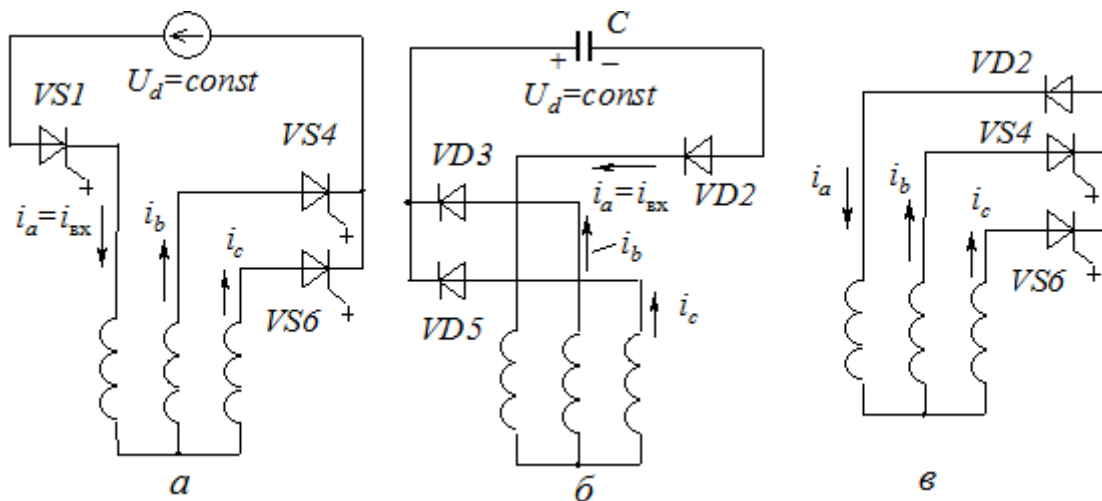 U_d=const
VS1
VS4
+
i_a=i_вх
i_b
i_c
+
VS6
+
а
C
+ −
U_d=const
VD3
i_a=i_вх
VD2
i_b
VD5
i_c
б
VD2
VS4
+
i_a
i_b
i_c
VS6
+
в